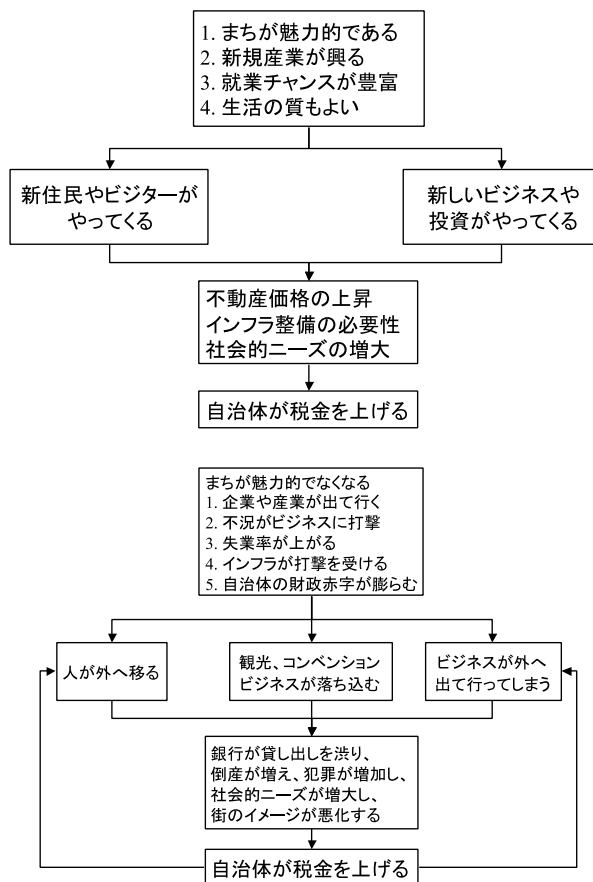 1. まちが魅力的である
2. 新規産業が興る
3. 就業チャンスが豊富
4. 生活の質もよい
新住民やビジターが
やってくる
新しいビジネスや
投資がやってくる
不動産価格の上昇
インフラ整備の必要性
社会的ニーズの増大
自治体が税金を上げる
まちが魅力的でなくなる
1. 企業や産業が出て行く
2. 不況がビジネスに打撃
3. 失業率が上がる
4. インフラが打撃を受ける
5. 自治体の財政赤字が膨らむ
人が外へ移る
観光、コンベンション
ビジネスが落ち込む
ビジネスが外へ
出て行ってしまう
銀行が貸し出しを渋り、
倒産が増え、犯罪が増加し、
社会的ニーズが増大し、
街のイメージが悪化する
自治体が税金を上げる